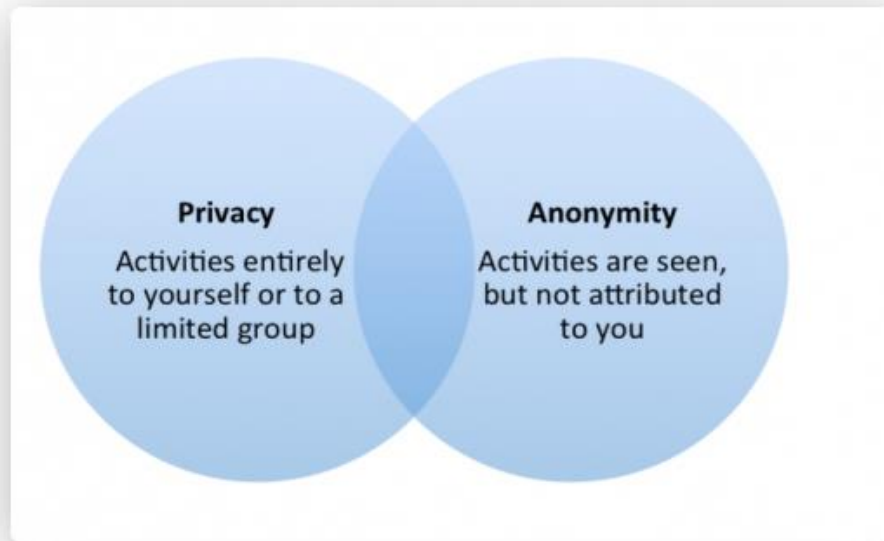 Privacy
Activities entirely
to yourself or to a
limited group
Anonymity
Activities are seen,
but not attributed
to you